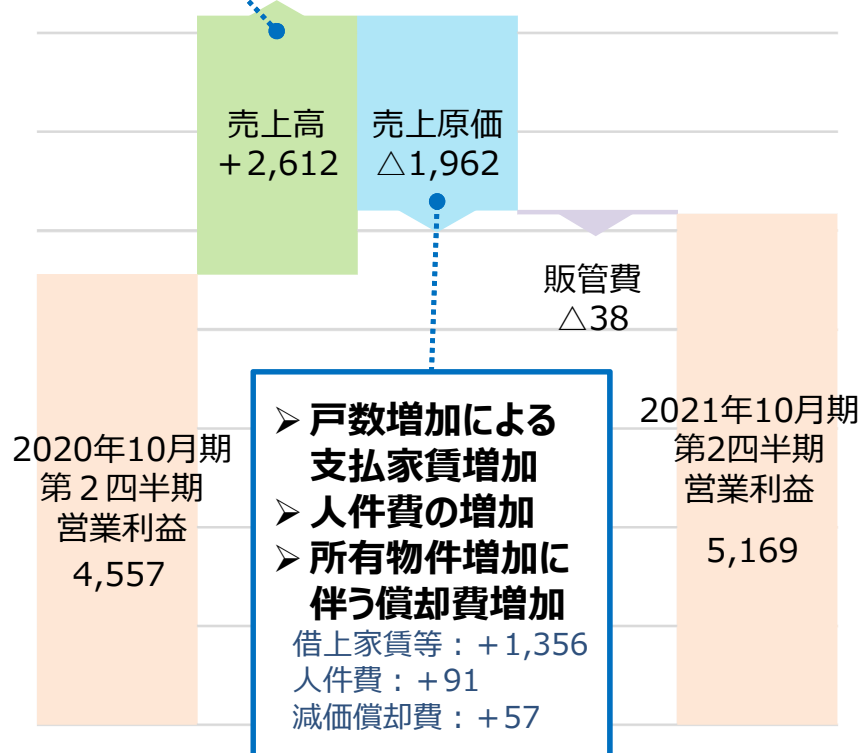 売上高
+2,612
売上原価
△1,962
販管費
△38
2020年10月期
第２四半期
営業利益
4,557
➢ 戸数増加による
支払家賃増加
➢ 人件費の増加
➢ 所有物件増加に
伴う償却費増加
借上家賃等：+1,356
人件費：+91
減価償却費：+57
2021年10月期
第2四半期
営業利益
5,169